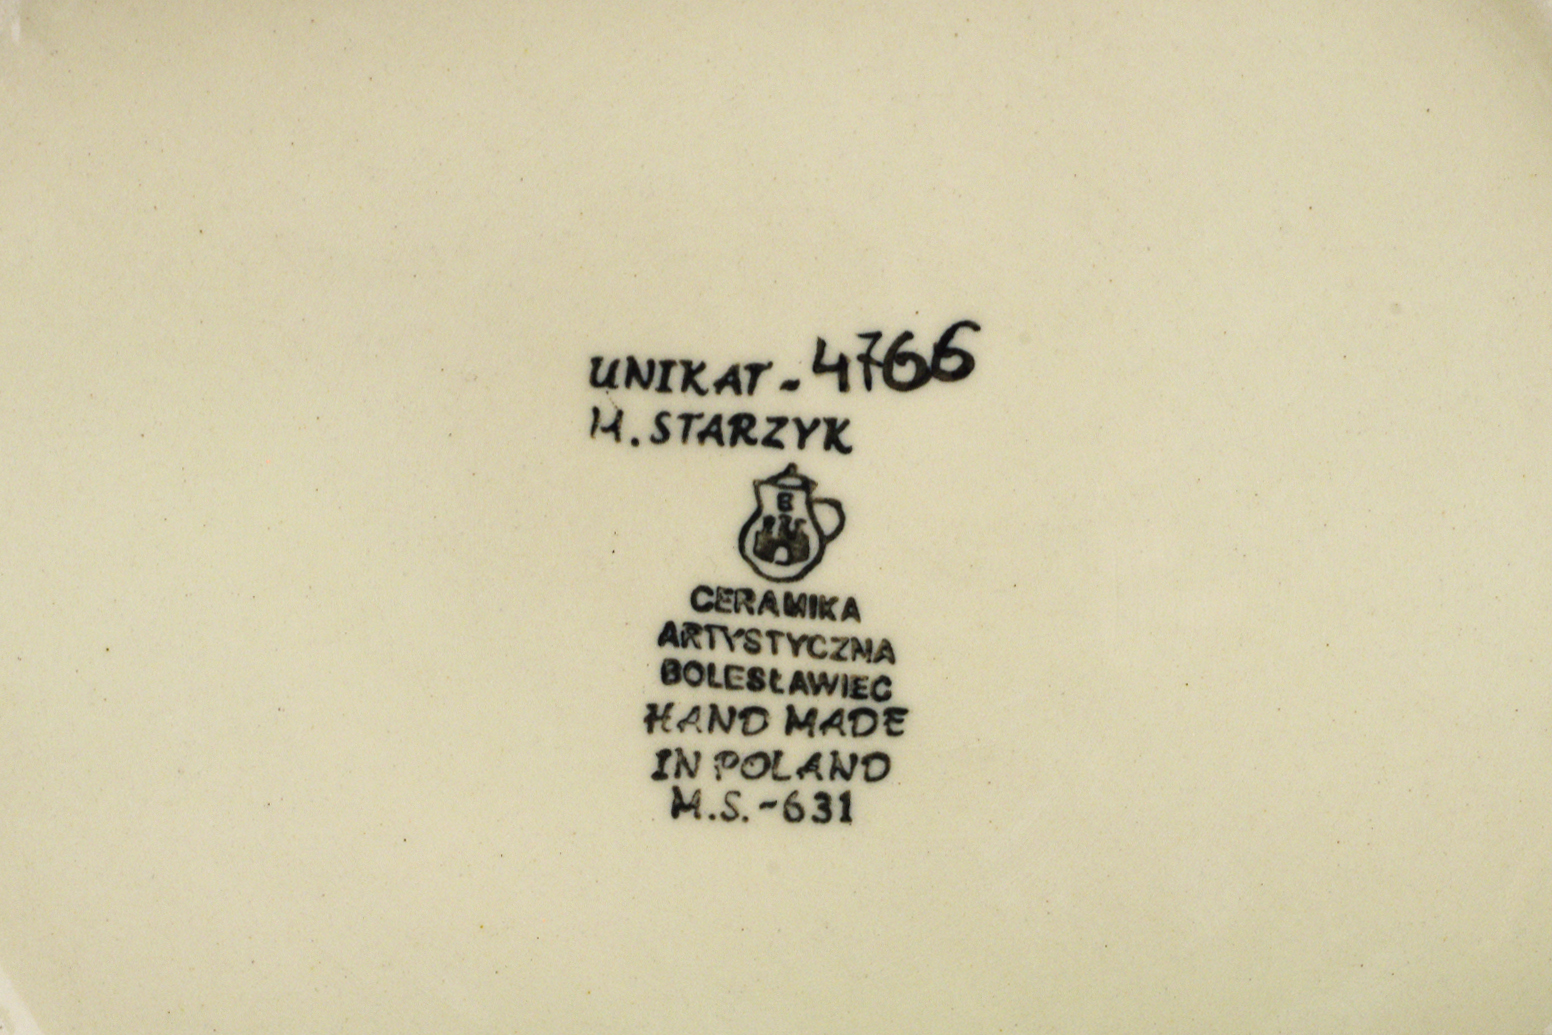 UNIKAT - 4766
M. STARZYK
B
CERAMIKA
ARTYSTYCZNA
BOLESŁAWIEC
HAND MADE
IN POLAND
M.S. - 631